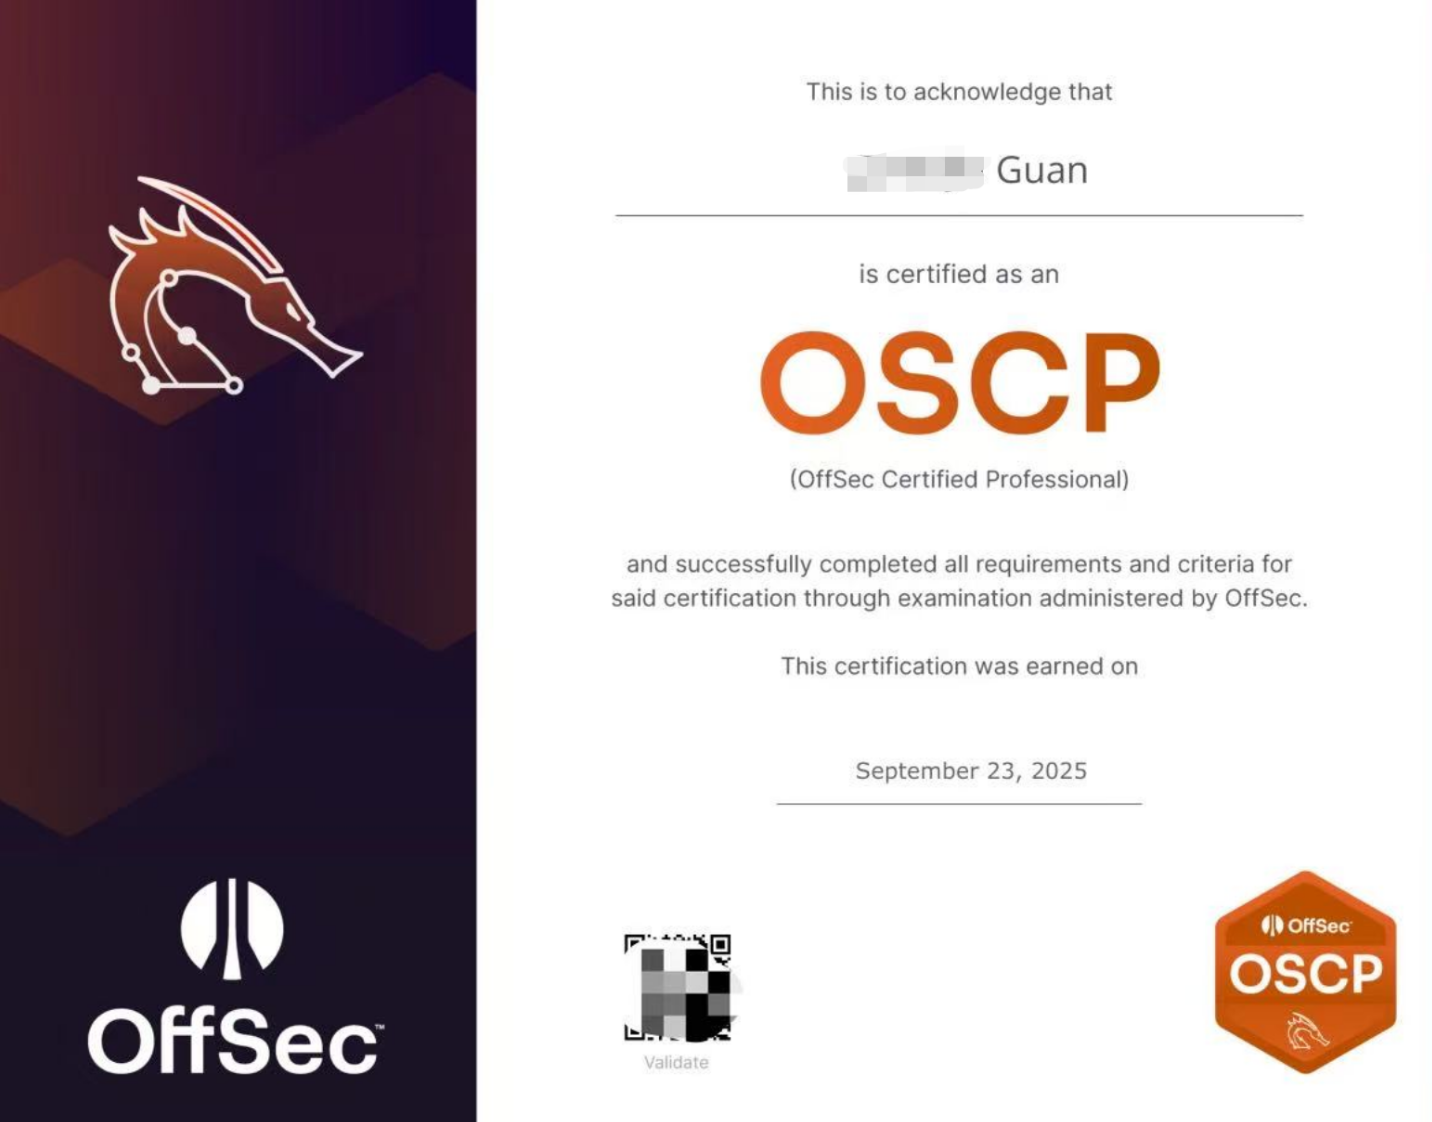 This is to acknowledge that
Guan
is certified as an
OSCP
(OffSec Certified Professional)
and successfully completed all requirements and criteria for
said certification through examination administered by OffSec.
This certification was earned on
September 23, 2025
OffSec™
Validate
OffSec
OSCP